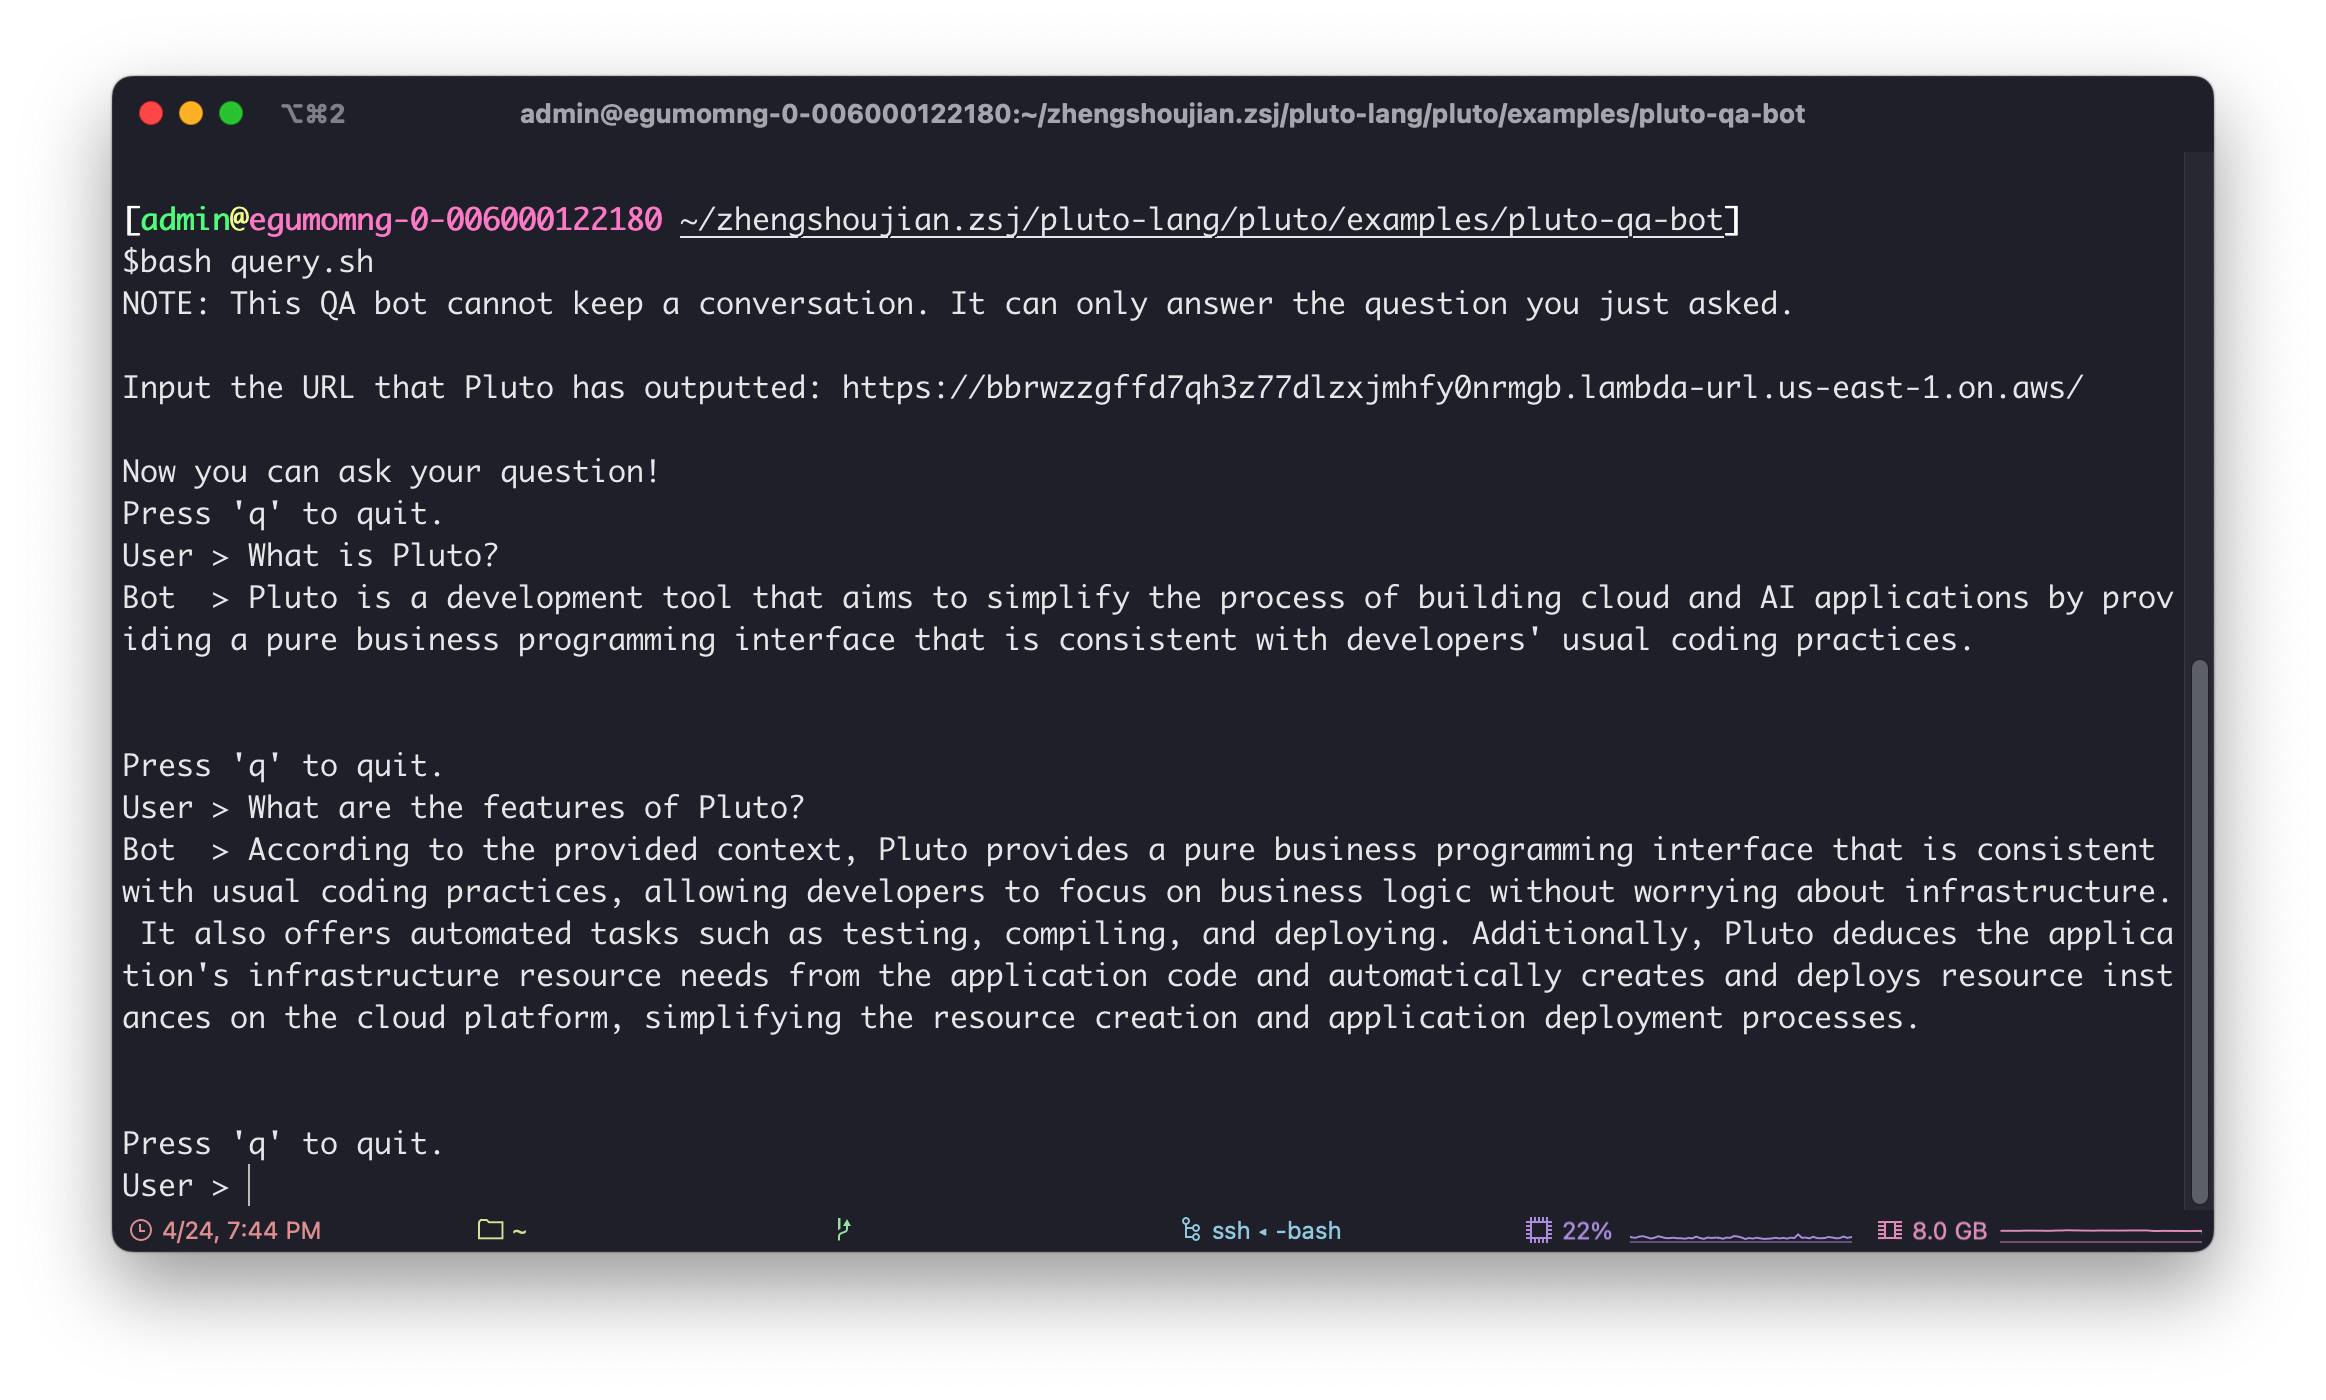 ⌥⌘2 admin@egumomng-0-006000122180:~/zhengshoujian.zsj/pluto-lang/pluto/examples/pluto-qa-bot
[admin@egumomng-0-006000122180 ~/zhengshoujian.zsj/pluto-lang/pluto/examples/pluto-qa-bot]
$bash query.sh
NOTE: This QA bot cannot keep a conversation. It can only answer the question you just asked.
Input the URL that Pluto has outputted: https://bbrwzzgffd7qh3z77dlzxjmhfy0nrmgb.lambda-url.us-east-1.on.aws/
Now you can ask your question!
Press 'q' to quit.
User > What is Pluto?
Bot  > Pluto is a development tool that aims to simplify the process of building cloud and AI applications by prov
iding a pure business programming interface that is consistent with developers' usual coding practices.
Press 'q' to quit.
User > What are the features of Pluto?
Bot  > According to the provided context, Pluto provides a pure business programming interface that is consistent
with usual coding practices, allowing developers to focus on business logic without worrying about infrastructure.
 It also offers automated tasks such as testing, compiling, and deploying. Additionally, Pluto deduces the applica
tion's infrastructure resource needs from the application code and automatically creates and deploys resource inst
ances on the cloud platform, simplifying the resource creation and application deployment processes.
Press 'q' to quit.
User >
4/24, 7:44 PM ~ ssh ◂ -bash 22% 8.0 GB